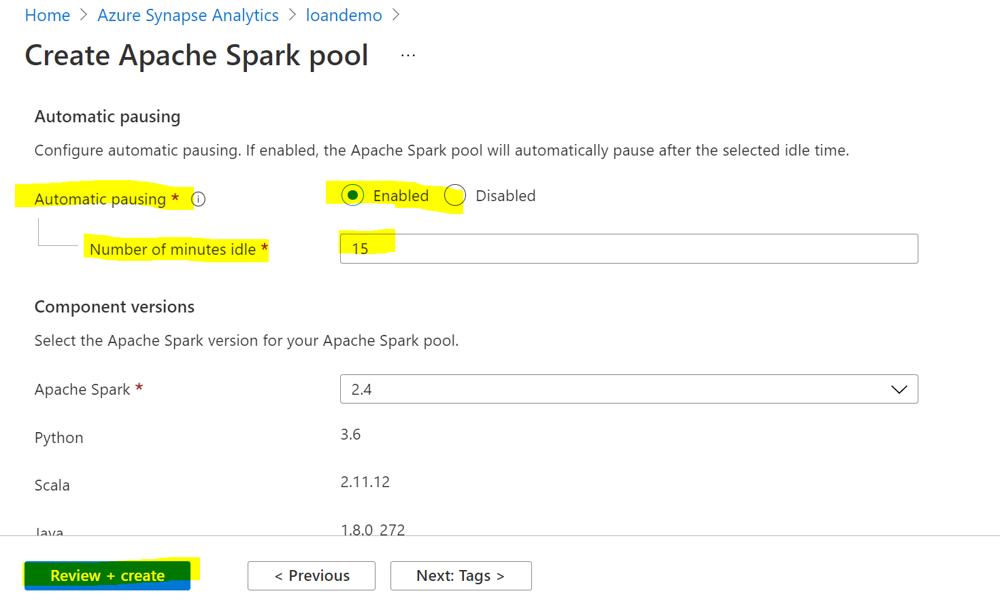 Home > Azure Synapse Analytics > loandemo >
Create Apache Spark pool ...
Automatic pausing
Configure automatic pausing. If enabled, the Apache Spark pool will automatically pause after the selected idle time.
Automatic pausing * Enabled Disabled
Number of minutes idle * 15
Component versions
Select the Apache Spark version for your Apache Spark pool.
Apache Spark * 2.4
Python 3.6
Scala 2.11.12
Java 1.8.0_272
Review + create < Previous Next: Tags >